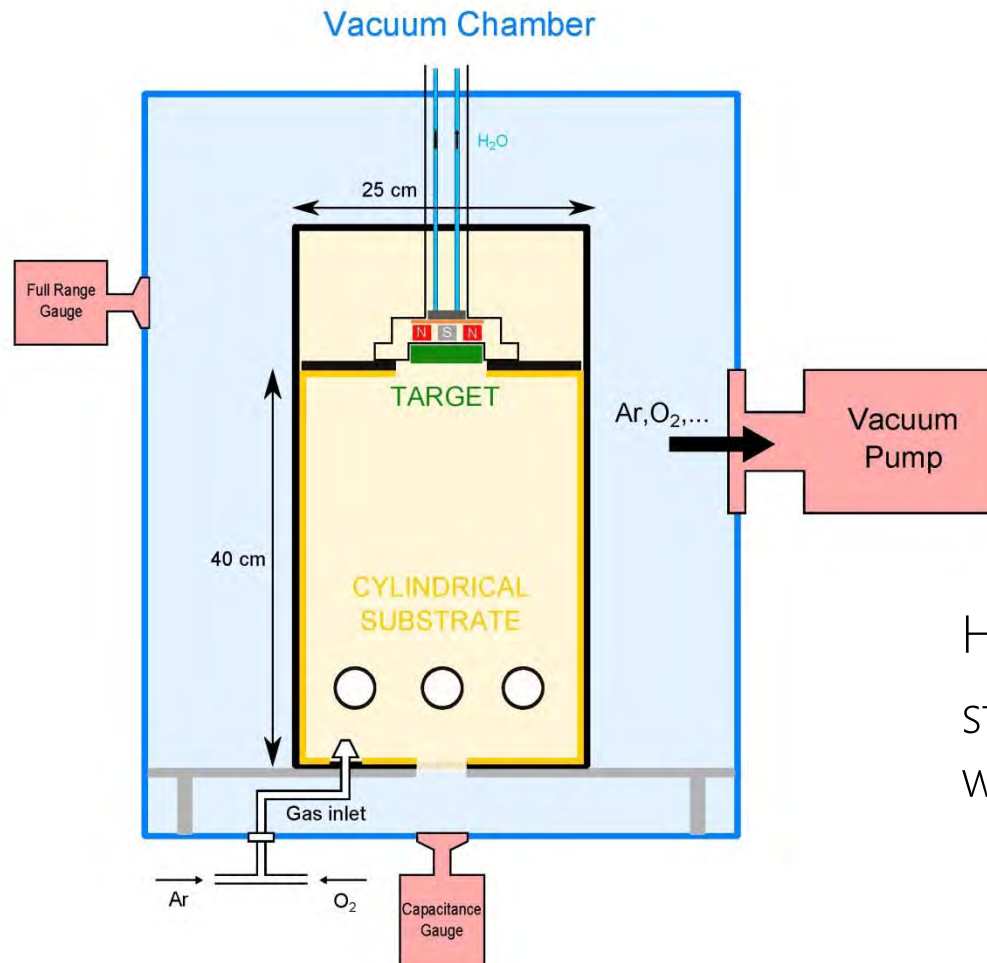 Vacuum Chamber
H₂O
25 cm
Full Range
Gauge
N S N
TARGET
Ar,O₂,...
Vacuum
Pump
40 cm
CYLINDRICAL
SUBSTRATE
Gas inlet
Ar
O₂
Capacitance
Gauge